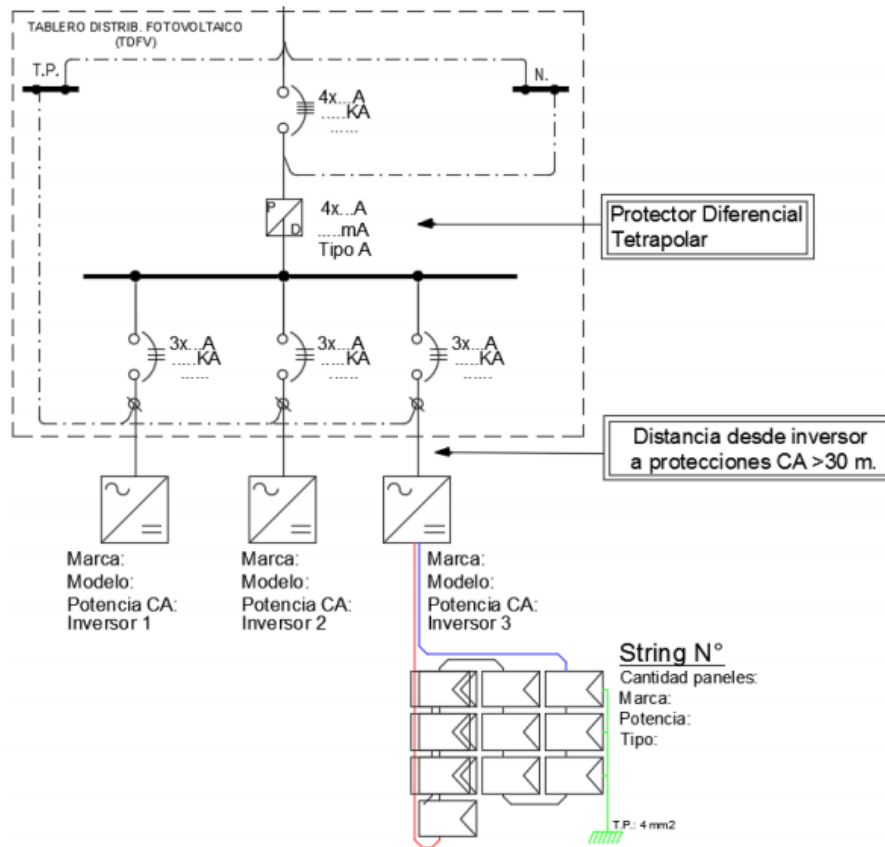 TABLERO DISTRIB. FOTOVOLTAICO
(TDFV)
T.P.
N.
4x...A
.....KA
......
P
D
4x...A
.....mA
Tipo A
Protector Diferencial
Tetrapolar
3x...A
.....KA
......
3x...A
.....KA
......
3x...A
.....KA
......
Distancia desde inversor
a protecciones CA >30 m.
Marca:
Modelo:
Potencia CA:
Inversor 1
Marca:
Modelo:
Potencia CA:
Inversor 2
Marca:
Modelo:
Potencia CA:
Inversor 3
String N°
Cantidad paneles:
Marca:
Potencia:
Tipo:
T.P.: 4 mm2